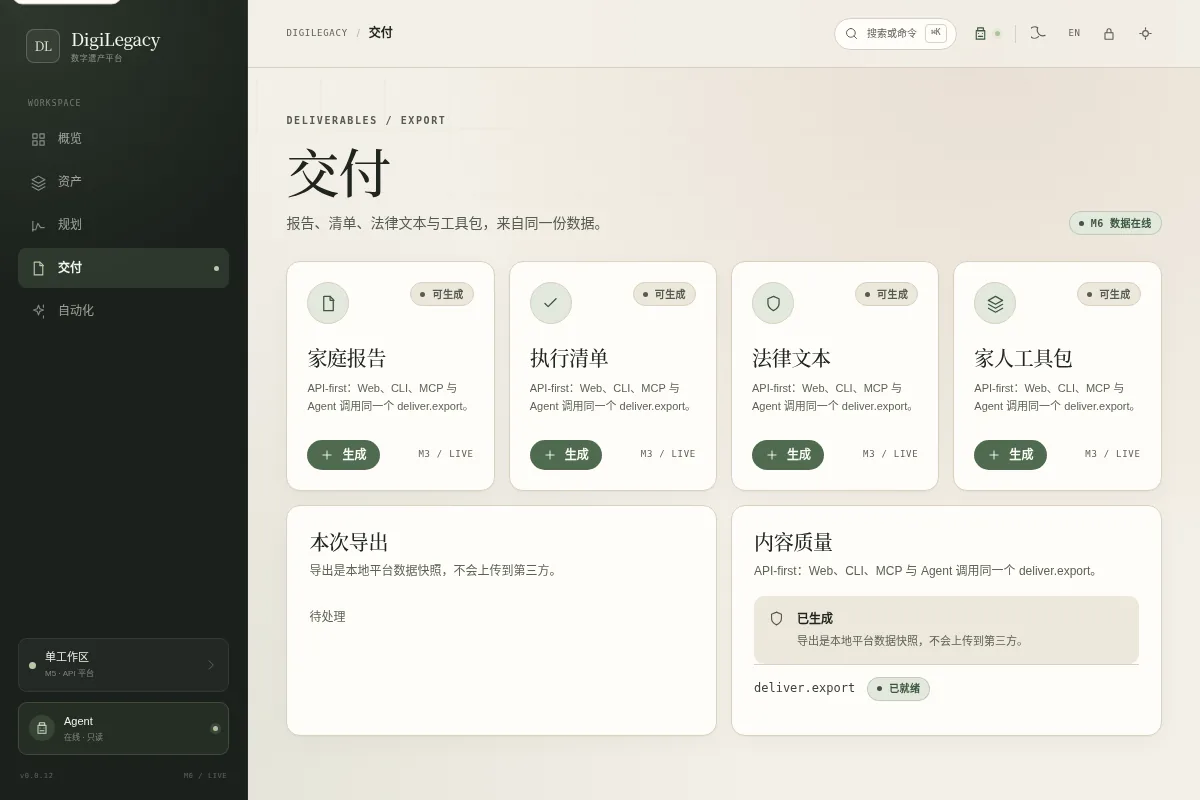 DL
DigiLegacy
数字遗产平台
WORKSPACE
概览
资产
规划
交付
自动化
单工作区
M5 · API 平台
Agent
在线 · 只读
v0.0.12
M0 / LIVE
DIGILEGACY / 交付
搜索或命令 ⌘K
EN
DELIVERABLES / EXPORT
交付
报告、清单、法律文本与工具包，来自同一份数据。
M6 数据在线
可生成
家庭报告
API-first：Web、CLI、MCP 与
Agent 调用同一个 deliver.export。
生成
M3 / LIVE
可生成
执行清单
API-first：Web、CLI、MCP 与
Agent 调用同一个 deliver.export。
生成
M3 / LIVE
可生成
法律文本
API-first：Web、CLI、MCP 与
Agent 调用同一个 deliver.export。
生成
M3 / LIVE
可生成
家人工具包
API-first：Web、CLI、MCP 与
Agent 调用同一个 deliver.export。
生成
M3 / LIVE
本次导出
导出是本地平台数据快照，不会上传到第三方。
待处理
内容质量
API-first：Web、CLI、MCP 与 Agent 调用同一个 deliver.export。
已生成
导出是本地平台数据快照，不会上传到第三方。
deliver.export 已就绪